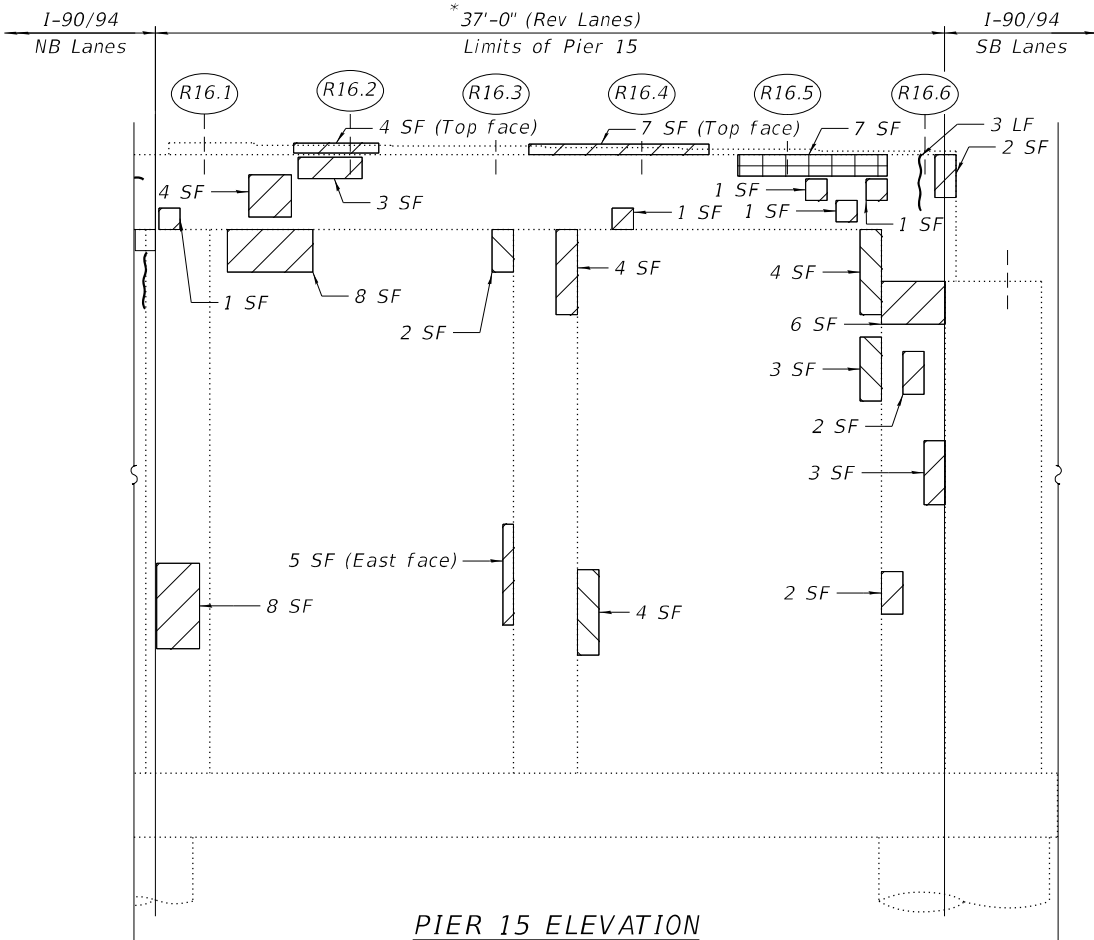 I-90/94
NB Lanes
*37'-0" (Rev Lanes)
Limits of Pier 15
I-90/94
SB Lanes
R16.1
R16.2
R16.3
R16.4
R16.5
R16.6
4 SF (Top face)
7 SF (Top face)
7 SF
3 LF
2 SF
4 SF
3 SF
1 SF
1 SF
1 SF
1 SF
1 SF
8 SF
2 SF
4 SF
4 SF
6 SF
3 SF
2 SF
3 SF
5 SF (East face)
8 SF
4 SF
2 SF
PIER 15 ELEVATION